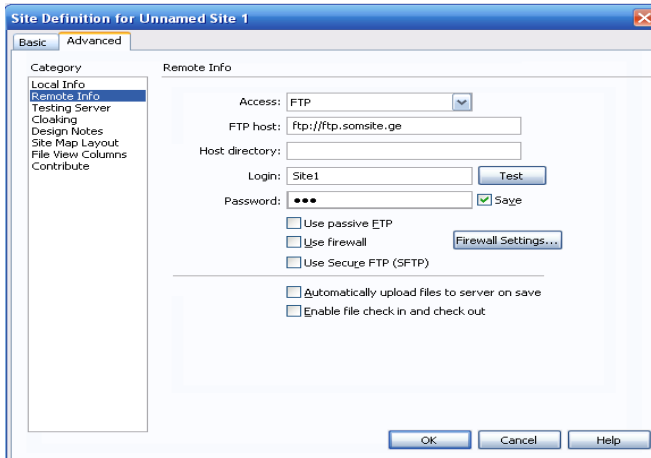 Site Definition for Unnamed Site 1
Basic
Advanced
Category
Local Info
Remote Info
Testing Server
Cloaking
Design Notes
Site Map Layout
File View Columns
Contribute
Remote Info
Access: FTP
FTP host: ftp://ftp.somsite.ge
Host directory:
Login: Site1
Test
Password: •••
Save
Use passive FTP
Use firewall
Firewall Settings...
Use Secure FTP (SFTP)
Automatically upload files to server on save
Enable file check in and check out
OK
Cancel
Help